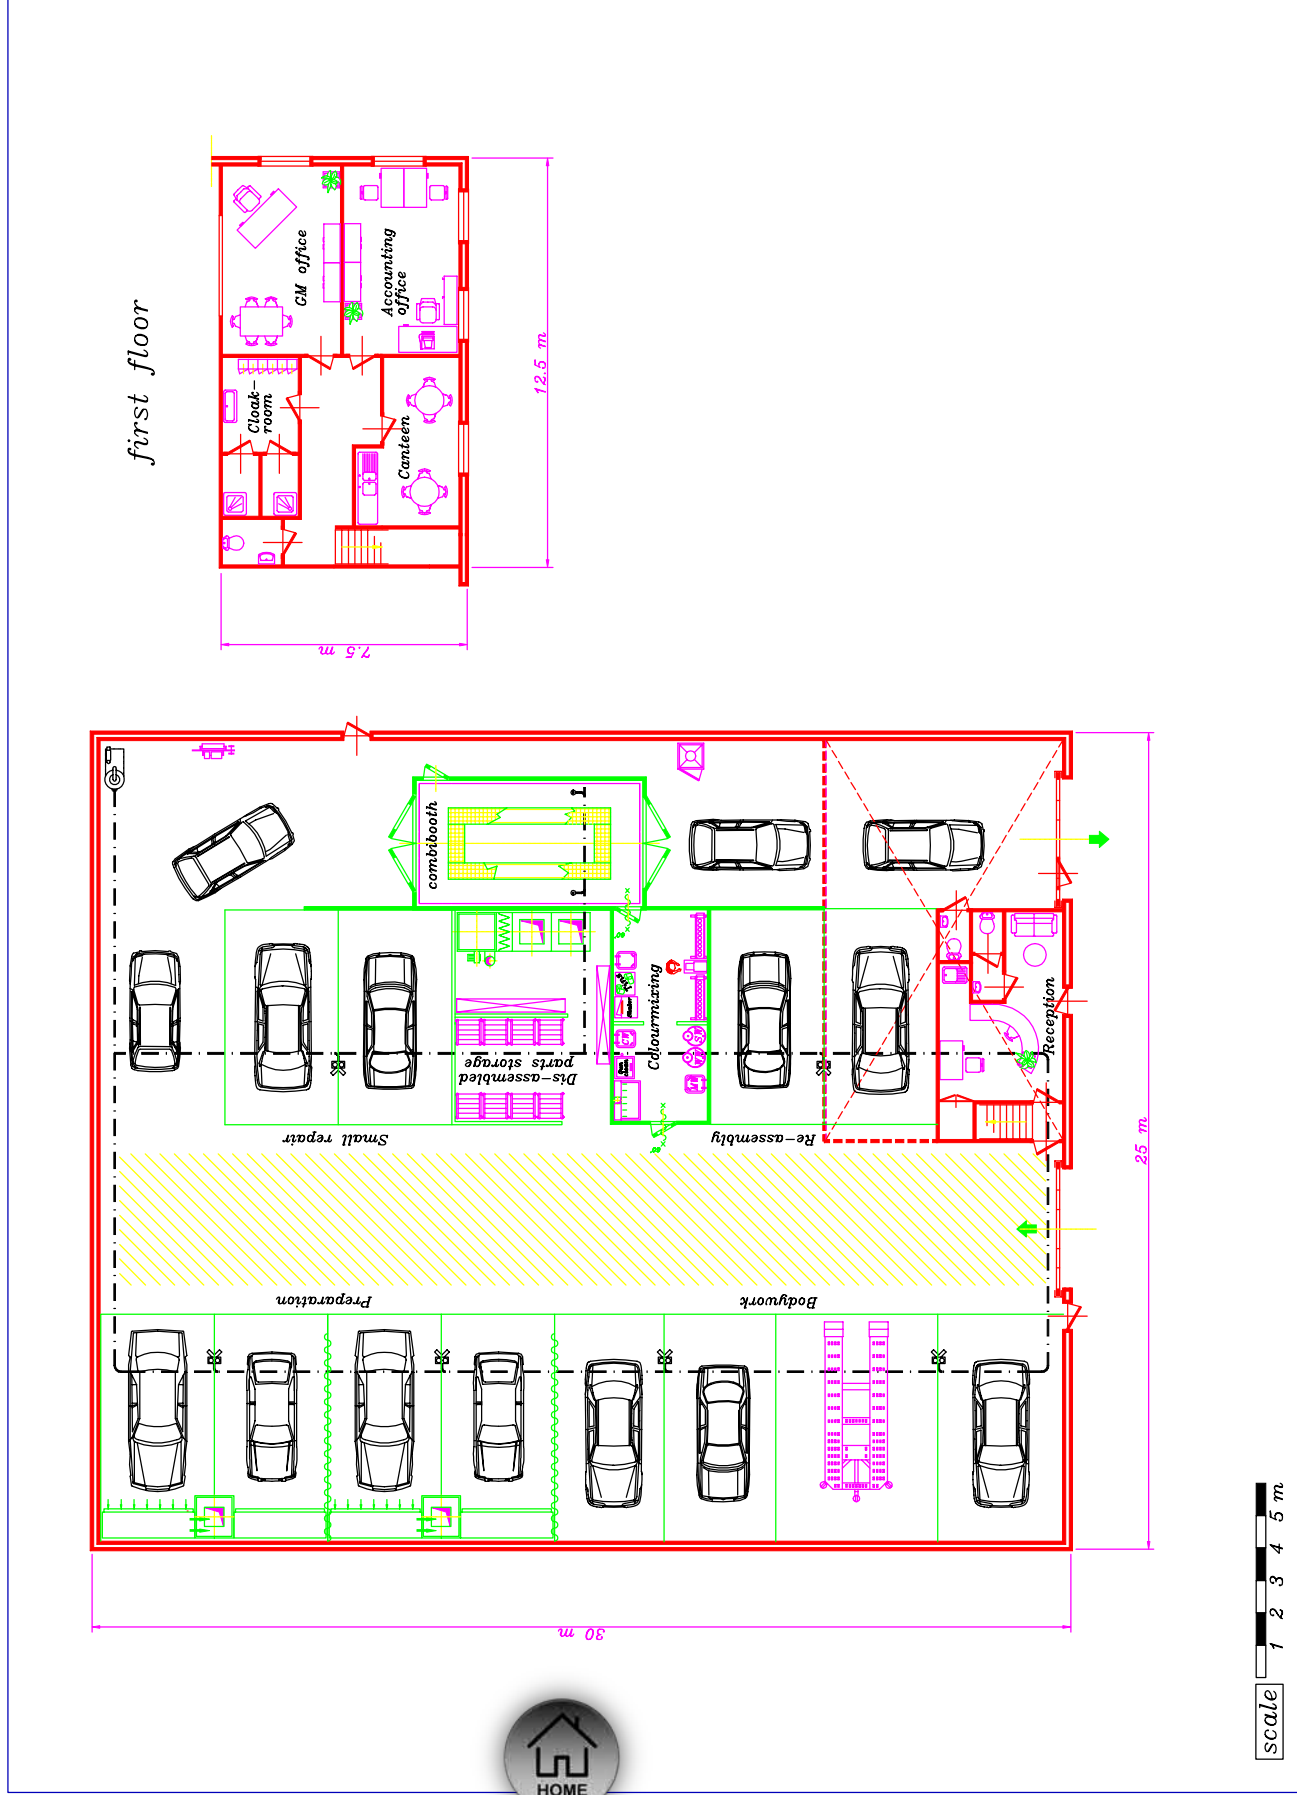 first floor
GM office
Accounting
office
Cloak-
room
Canteen
12.5 m
7.5 m
combibooth
Colourmixing
Dis-assembled
parts storage
Small repair
Re-assembly
Reception
Preparation
Bodywork
25 m
30 m
scale
1 2 3 4 5 m
HOME